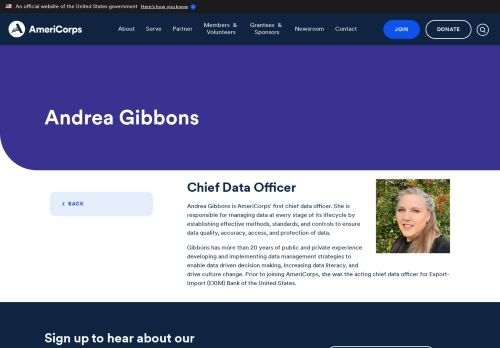 An official website of the United States government Here's how you know
AmeriCorps
About Serve Partner Members & Volunteers Grantees & Sponsors Newsroom Contact JOIN DONATE
Andrea Gibbons
BACK
Chief Data Officer
Andrea Gibbons is AmeriCorps' first chief data officer. She is
responsible for managing data at every stage of its lifecycle by
establishing effective methods, standards, and controls to ensure
data quality, accuracy, access, and protection of data.
Gibbons has more than 20 years of public and private experience
developing and implementing data management strategies to
enable data driven decision making, increasing data literacy, and
drive culture change. Prior to joining AmeriCorps, she was the acting chief data officer for Export-
Import (EXIM) Bank of the United States.
Sign up to hear about our